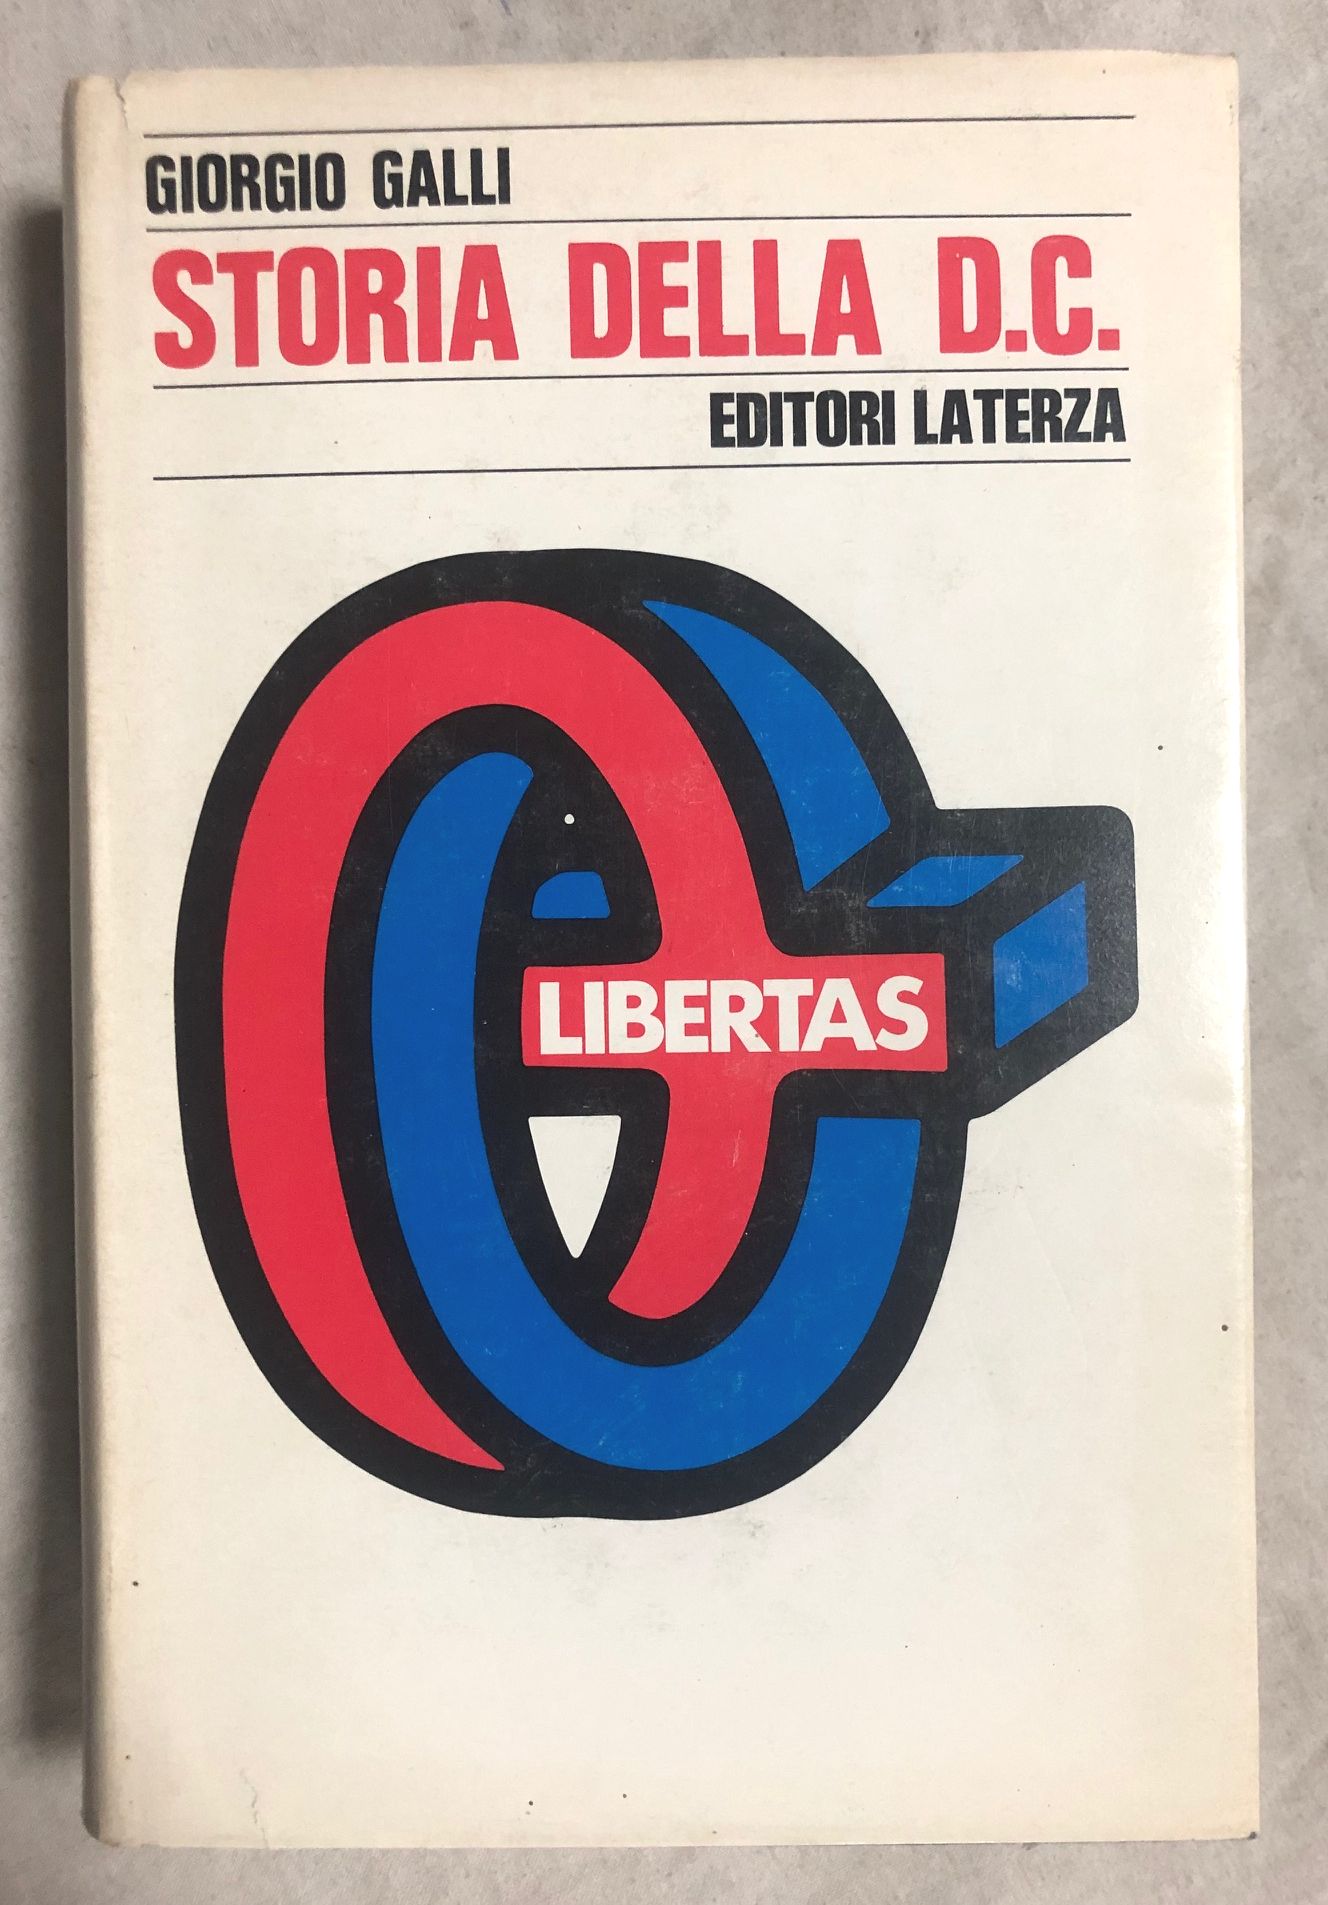 GIORGIO GALLI
STORIA DELLA D.C.
EDITORI LATERZA
LIBERTAS